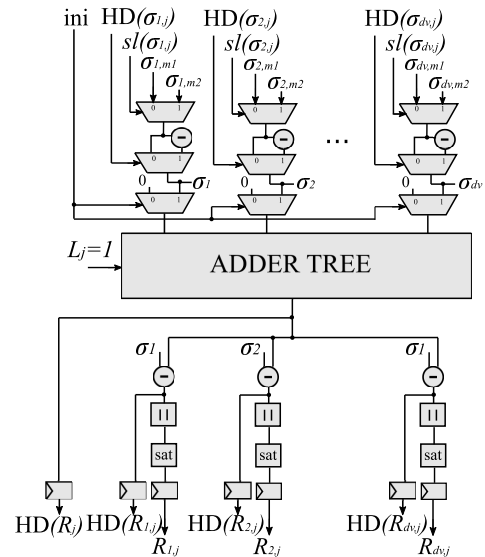 ini HD(σ1,j) HD(σ2,j) HD(σdv,j)
sl(σ1,j) sl(σ2,j) sl(σdv,j)
σ1,m1 σ2,m1 σdv,m1
σ1,m2 σ2,m2 σdv,m2
0 1 0 1 0 1
- - ... -
0 1 0 1 0 1
0 σ1 0 σ2 0 σdv
0 1 0 1 0 1
Lj=1 ADDER TREE
σ1 σ2 σ1
- - -
|| || ||
sat sat sat
HD(Rj) HD(R1,j) HD(R2,j) HD(Rdv,j)
R1,j R2,j Rdv,j